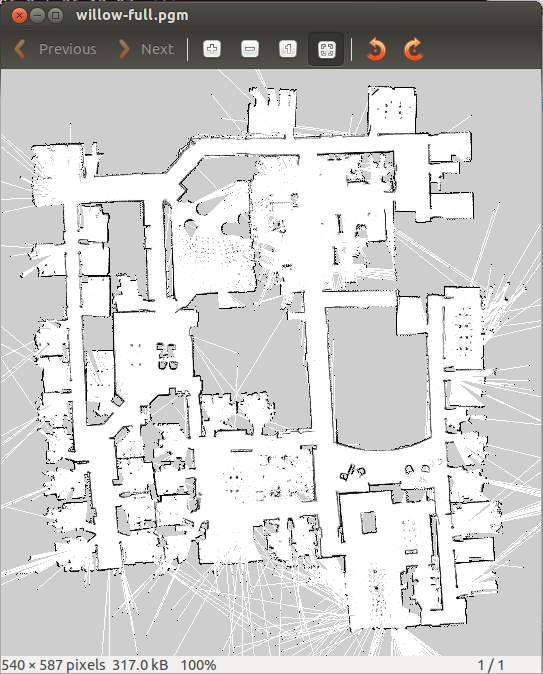 willow-full.pgm
Previous Next
540 × 587 pixels 317.0 kB 100% 1 / 1